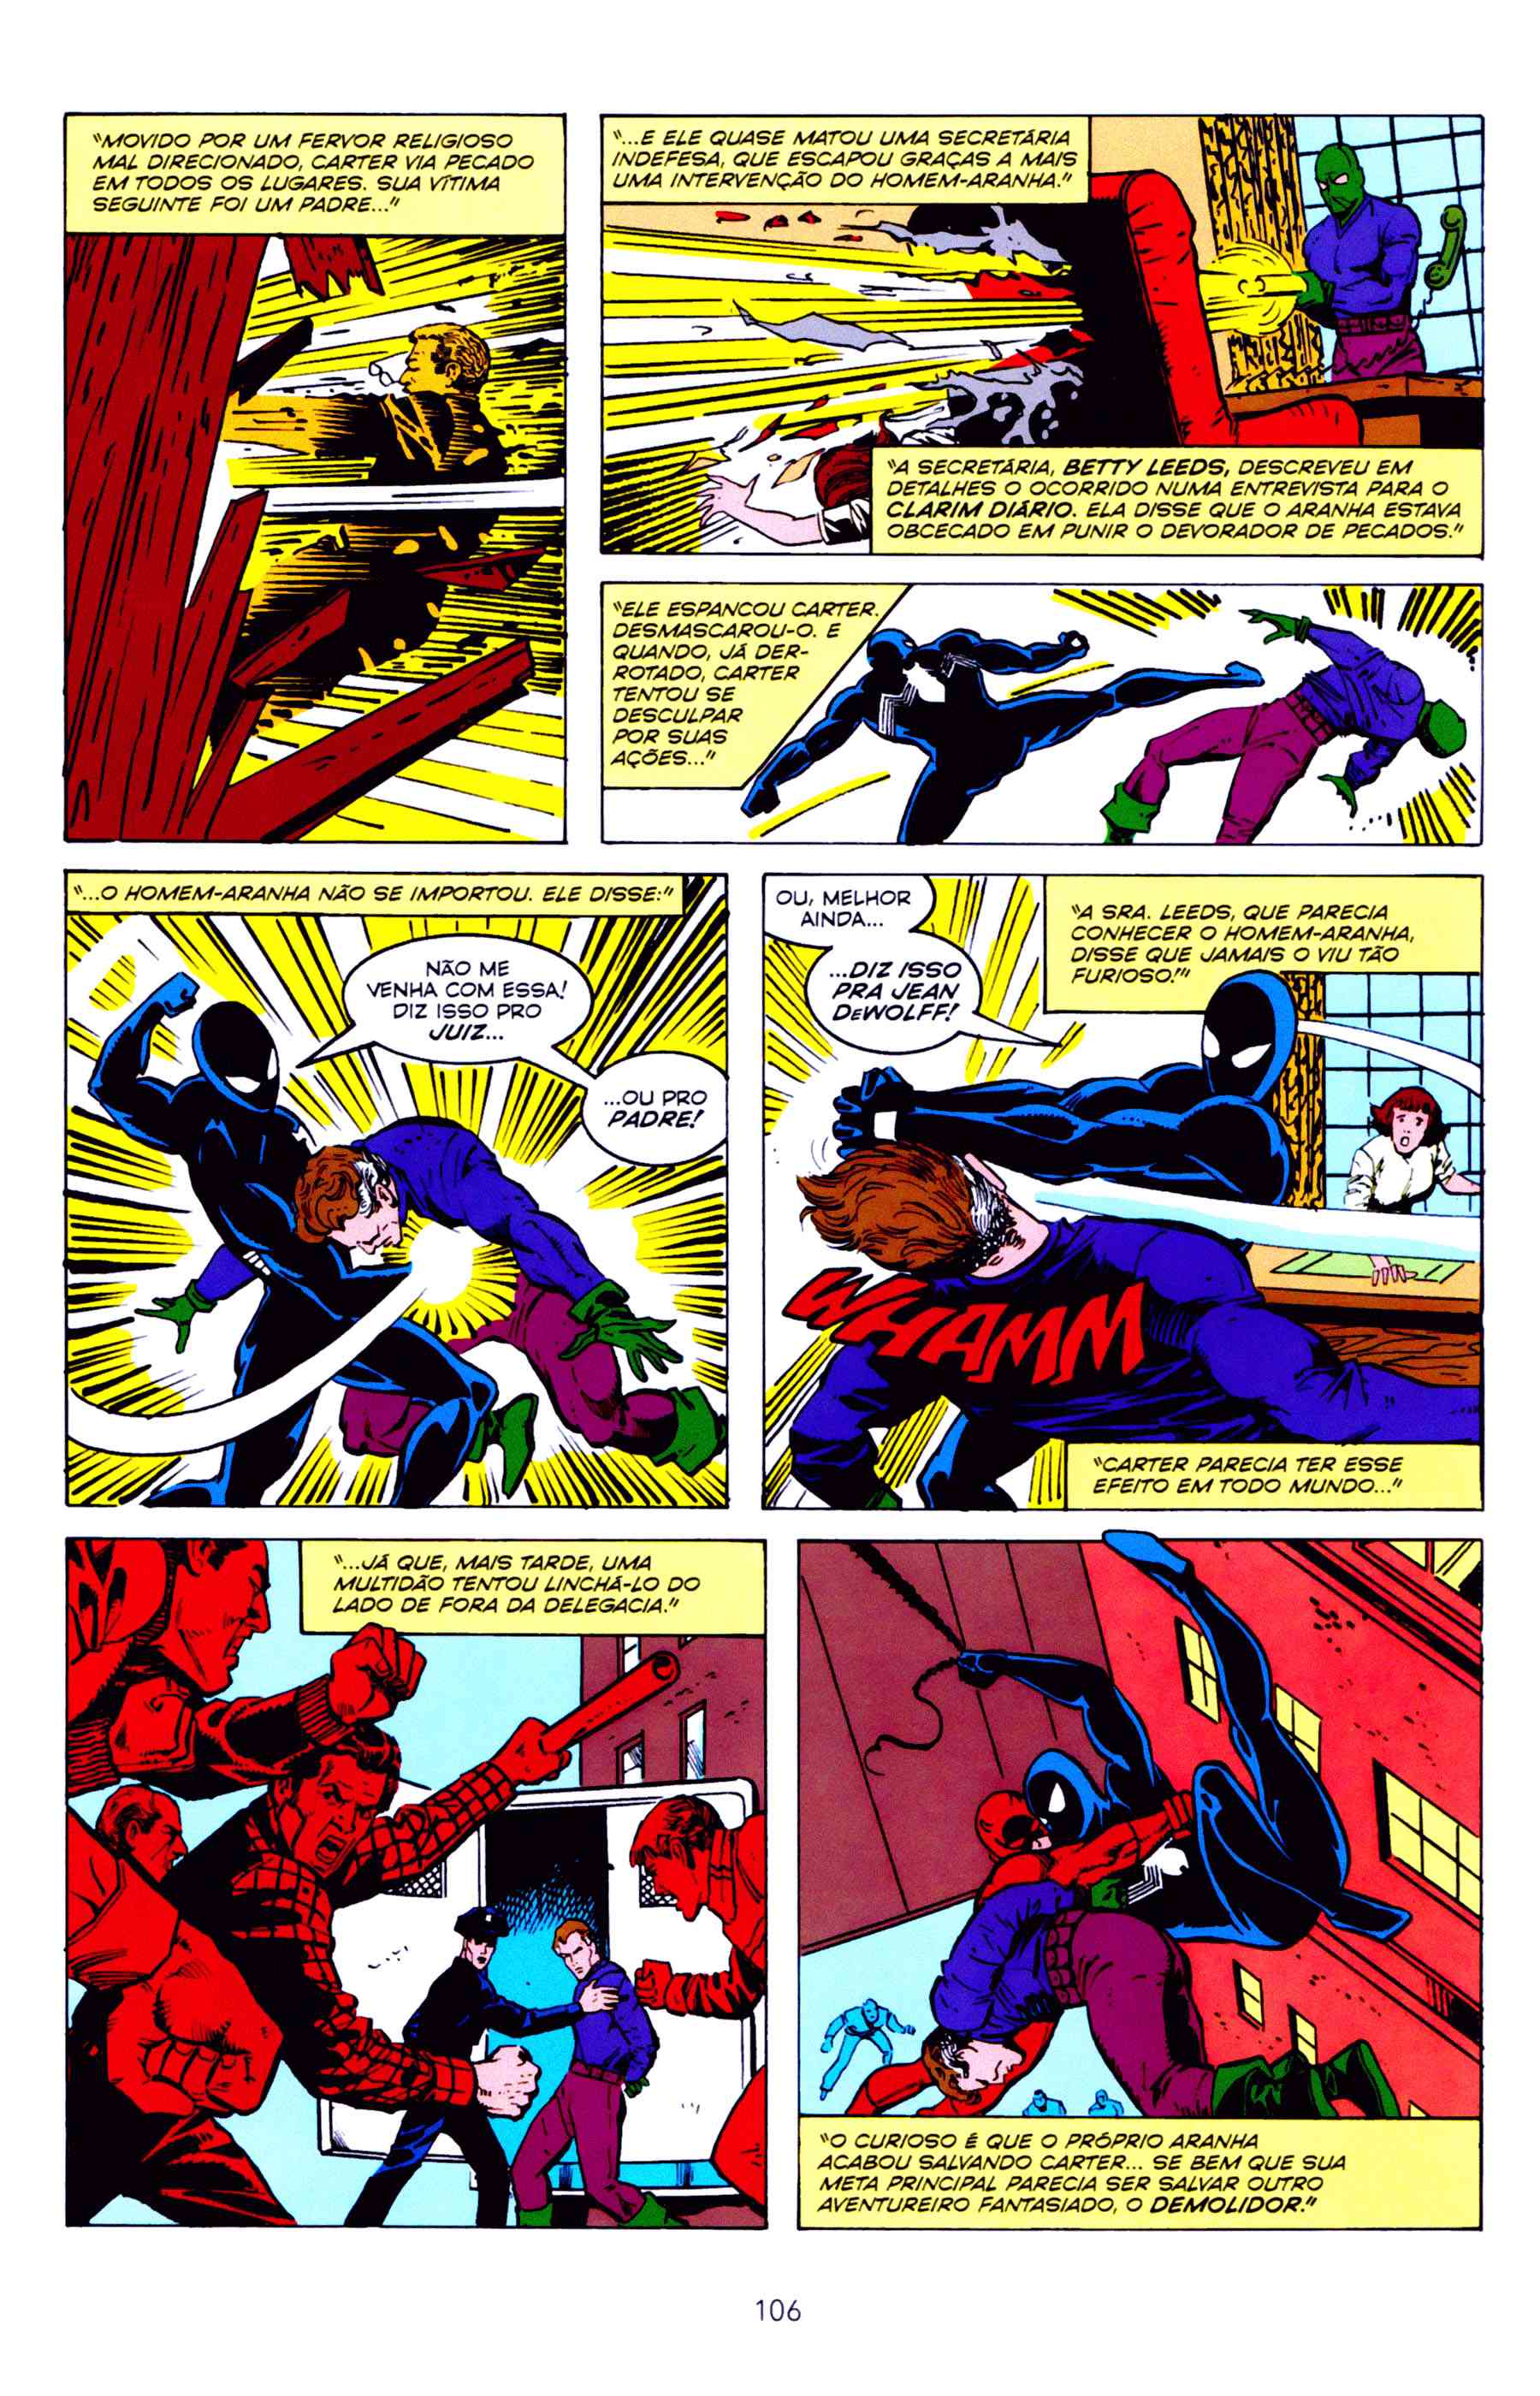 "MOVIDO POR UM FERVOR RELIGIOSO
MAL DIRECIONADO, CARTER VIA PECADO
EM TODOS OS LUGARES. SUA VÍTIMA
SEGUINTE FOI UM PADRE..."
"...E ELE QUASE MATOU UMA SECRETÁRIA
INDEFESA, QUE ESCAPOU GRAÇAS A MAIS
UMA INTERVENÇÃO DO HOMEM-ARANHA."
"A SECRETÁRIA, BETTY LEEDS, DESCREVEU EM
DETALHES O OCORRIDO NUMA ENTREVISTA PARA O
CLARIM DIÁRIO. ELA DISSE QUE O ARANHA ESTAVA
OBCECADO EM PUNIR O DEVORADOR DE PECADOS."
"ELE ESPANCOU CARTER.
DESMASCAROU-O. E
QUANDO, JÁ DER-
ROTADO, CARTER
TENTOU SE
DESCULPAR
POR SUAS
AÇÕES..."
"...O HOMEM-ARANHA NÃO SE IMPORTOU. ELE DISSE:"
NÃO ME
VENHA COM ESSA!
DIZ ISSO PRO
JUIZ...
...OU PRO
PADRE!
OU, MELHOR
AINDA...
...DIZ ISSO
PRA JEAN
DeWOLFF!
"A SRA. LEEDS, QUE PARECIA
CONHECER O HOMEM-ARANHA,
DISSE QUE JAMAIS O VIU TÃO
FURIOSO."
WHAMM
"CARTER PARECIA TER ESSE
EFEITO EM TODO MUNDO..."
"...JÁ QUE, MAIS TARDE, UMA
MULTIDÃO TENTOU LINCHÁ-LO DO
LADO DE FORA DA DELEGACIA."
"O CURIOSO É QUE O PRÓPRIO ARANHA
ACABOU SALVANDO CARTER... SE BEM QUE SUA
META PRINCIPAL PARECIA SER SALVAR OUTRO
AVENTUREIRO FANTASIADO, O DEMOLIDOR."
106